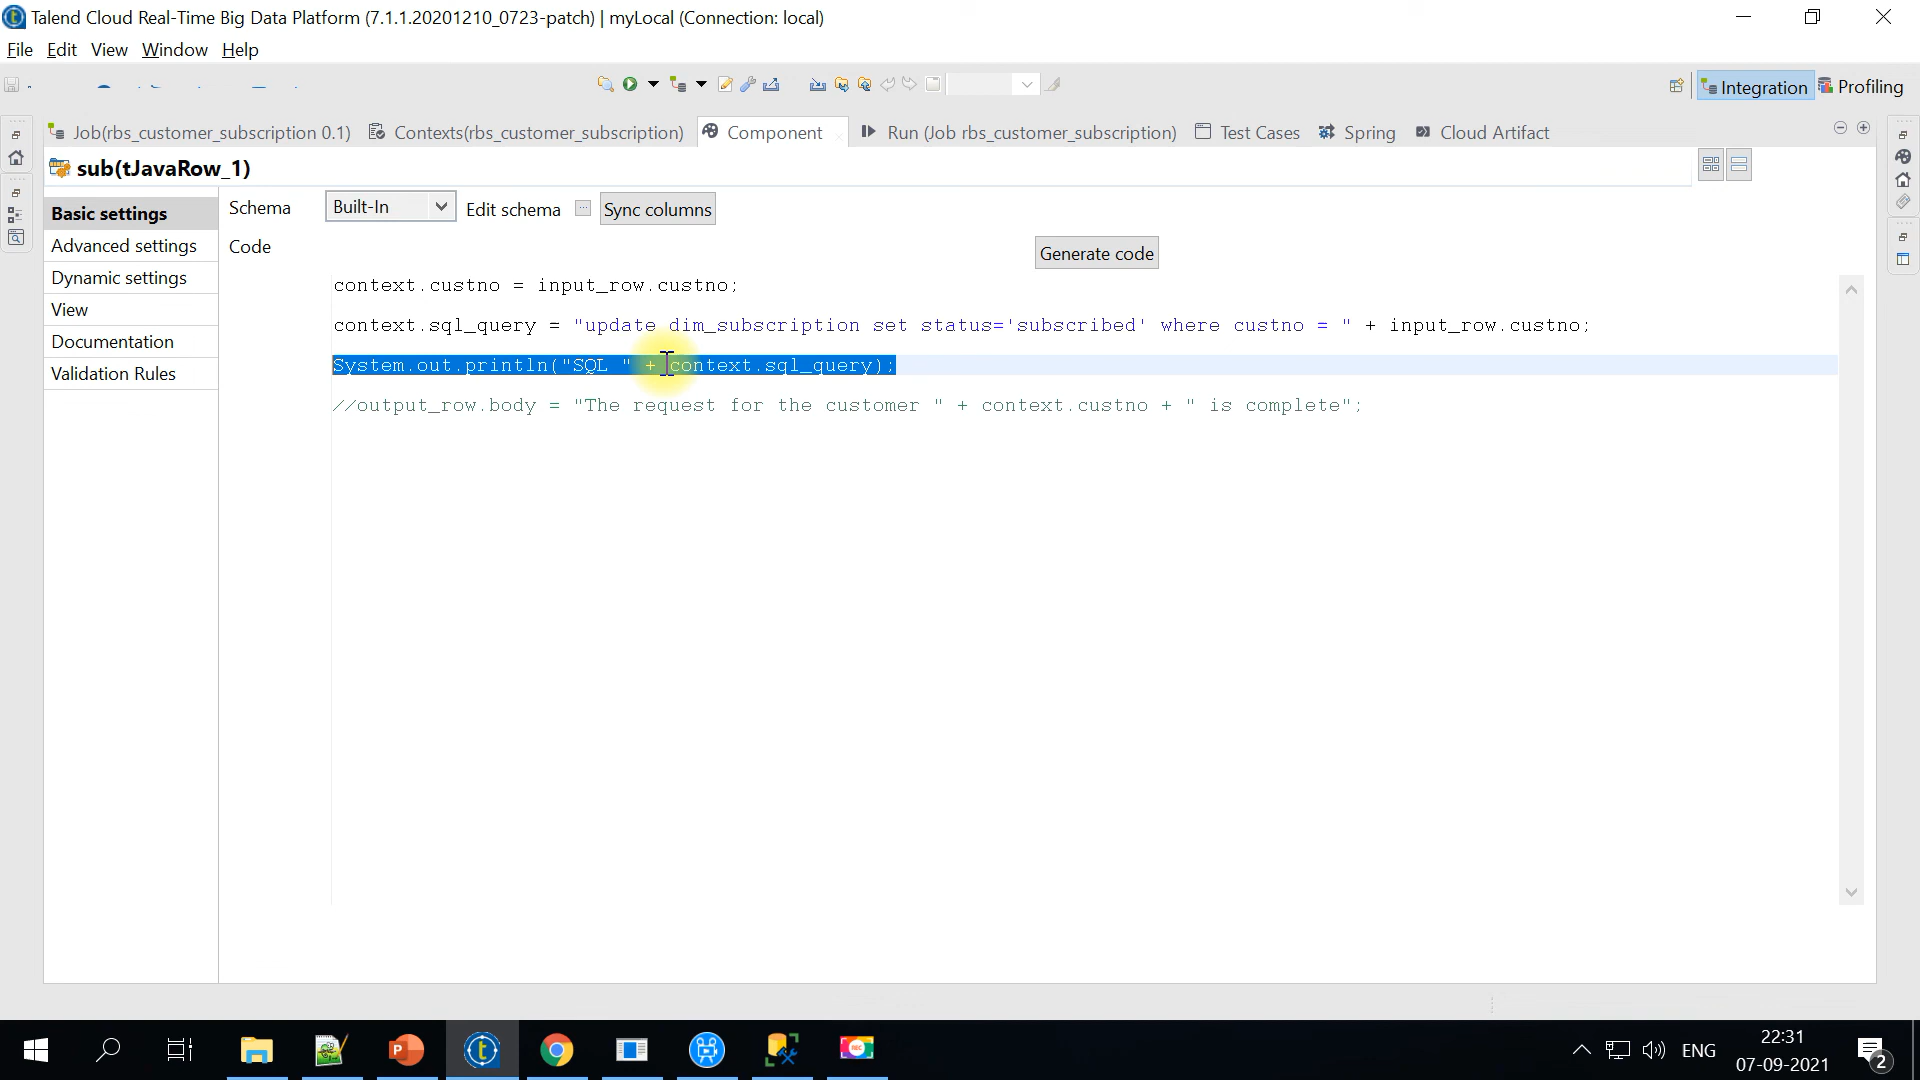 Talend Cloud Real-Time Big Data Platform (7.1.1.20201210_0723-patch) | myLocal (Connection: local)
File Edit View Window Help
Integration Profiling
Job(rbs_customer_subscription 0.1) Contexts(rbs_customer_subscription) Component Run (Job rbs_customer_subscription) Test Cases Spring Cloud Artifact
sub(tJavaRow_1)
Basic settings
Advanced settings
Dynamic settings
View
Documentation
Validation Rules
Schema Built-In Edit schema Sync columns
Code
Generate code
context.custno = input_row.custno;
context.sql_query = "update dim_subscription set status='subscribed' where custno = " + input_row.custno;
System.out.println("SQL " + context.sql_query);
//output_row.body = "The request for the customer " + context.custno + " is complete";
ENG
22:31
07-09-2021
2